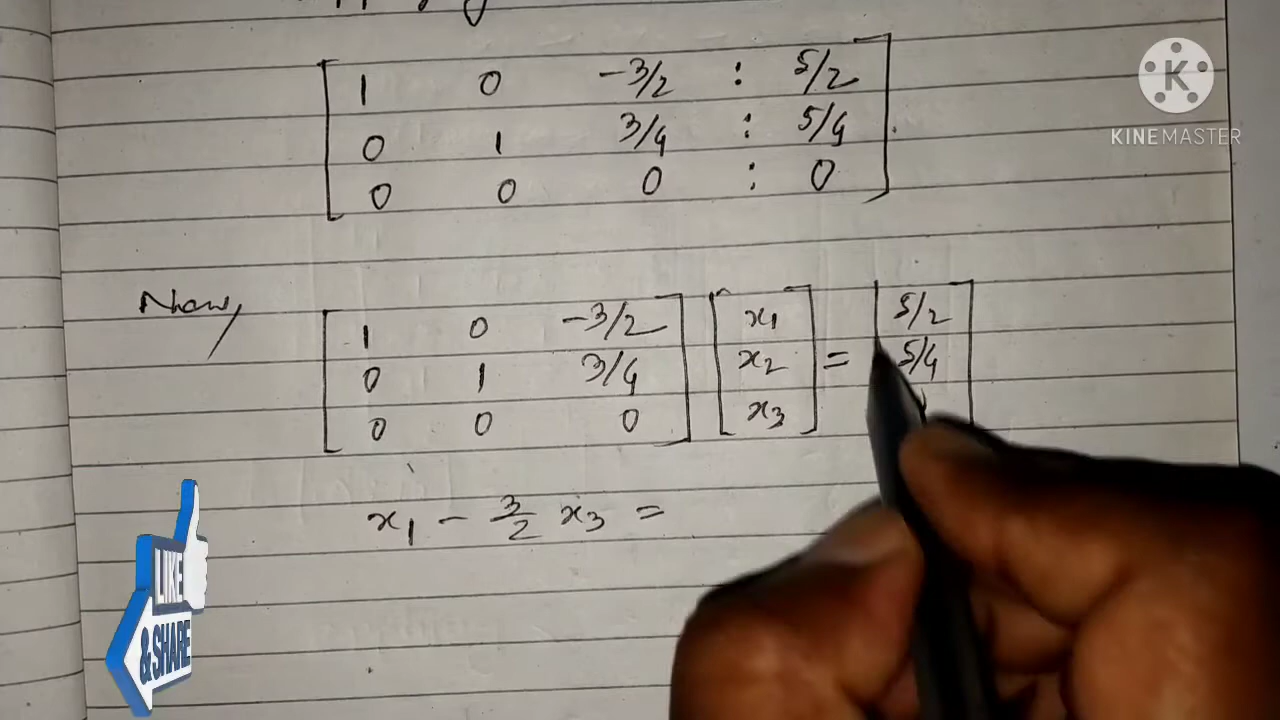 1 0 -3/2 : 5/2
0 1 3/4 : 5/4
0 0 0 : 0
Now,
1 0 -3/2 x1 5/2
0 1 3/4 x2 = 5/4
0 0 0 x3
x1 - 3/2 x3 =
K
KINEMASTER
LIKE
& SHARE